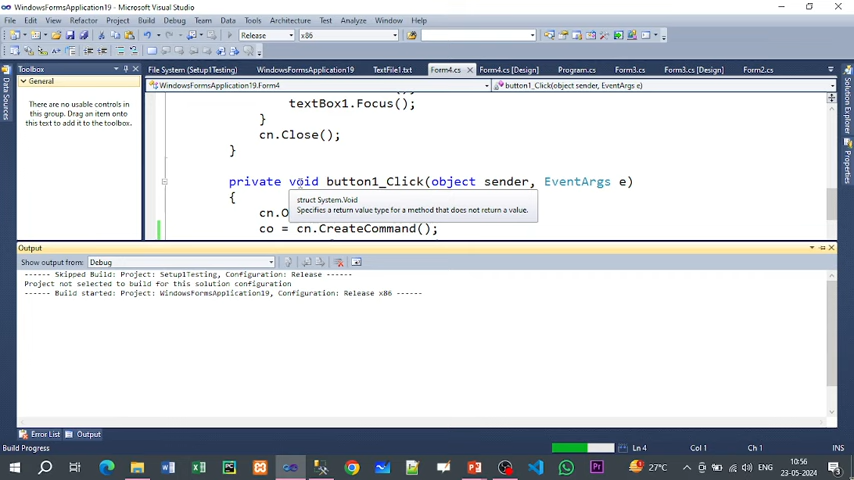 WindowsFormsApplication19 - Microsoft Visual Studio
File Edit View Refactor Project Build Debug Team Data Tools Architecture Test Analyze Window Help
Release x86
Toolbox
File System (Setup1Testing) WindowsFormsApplication19 TextFile1.txt Form4.cs Form4.cs [Design] Program.cs Form3.cs Form3.cs [Design] Form2.cs
General
WindowsFormsApplication19.Form4 button1_Click(object sender, EventArgs e)
There are no usable controls in this group. Drag an item onto this text to add it to the toolbox.
Data Sources
Solution Explorer
Properties
textBox1.Focus();
}
cn.Close();
}
private void button1_Click(object sender, EventArgs e)
{
struct System.Void
Specifies a return value type for a method that does not return a value.
cn.O
co = cn.CreateCommand();
Output
Show output from: Debug
------ Skipped Build: Project: Setup1Testing, Configuration: Release ------
Project not selected to build for this solution configuration
------ Build started: Project: WindowsFormsApplication19, Configuration: Release x86 ------
Error List Output
Build Progress Ln 4 Col 1 Ch 1 INS
27°C ENG 10:56
23-05-2024